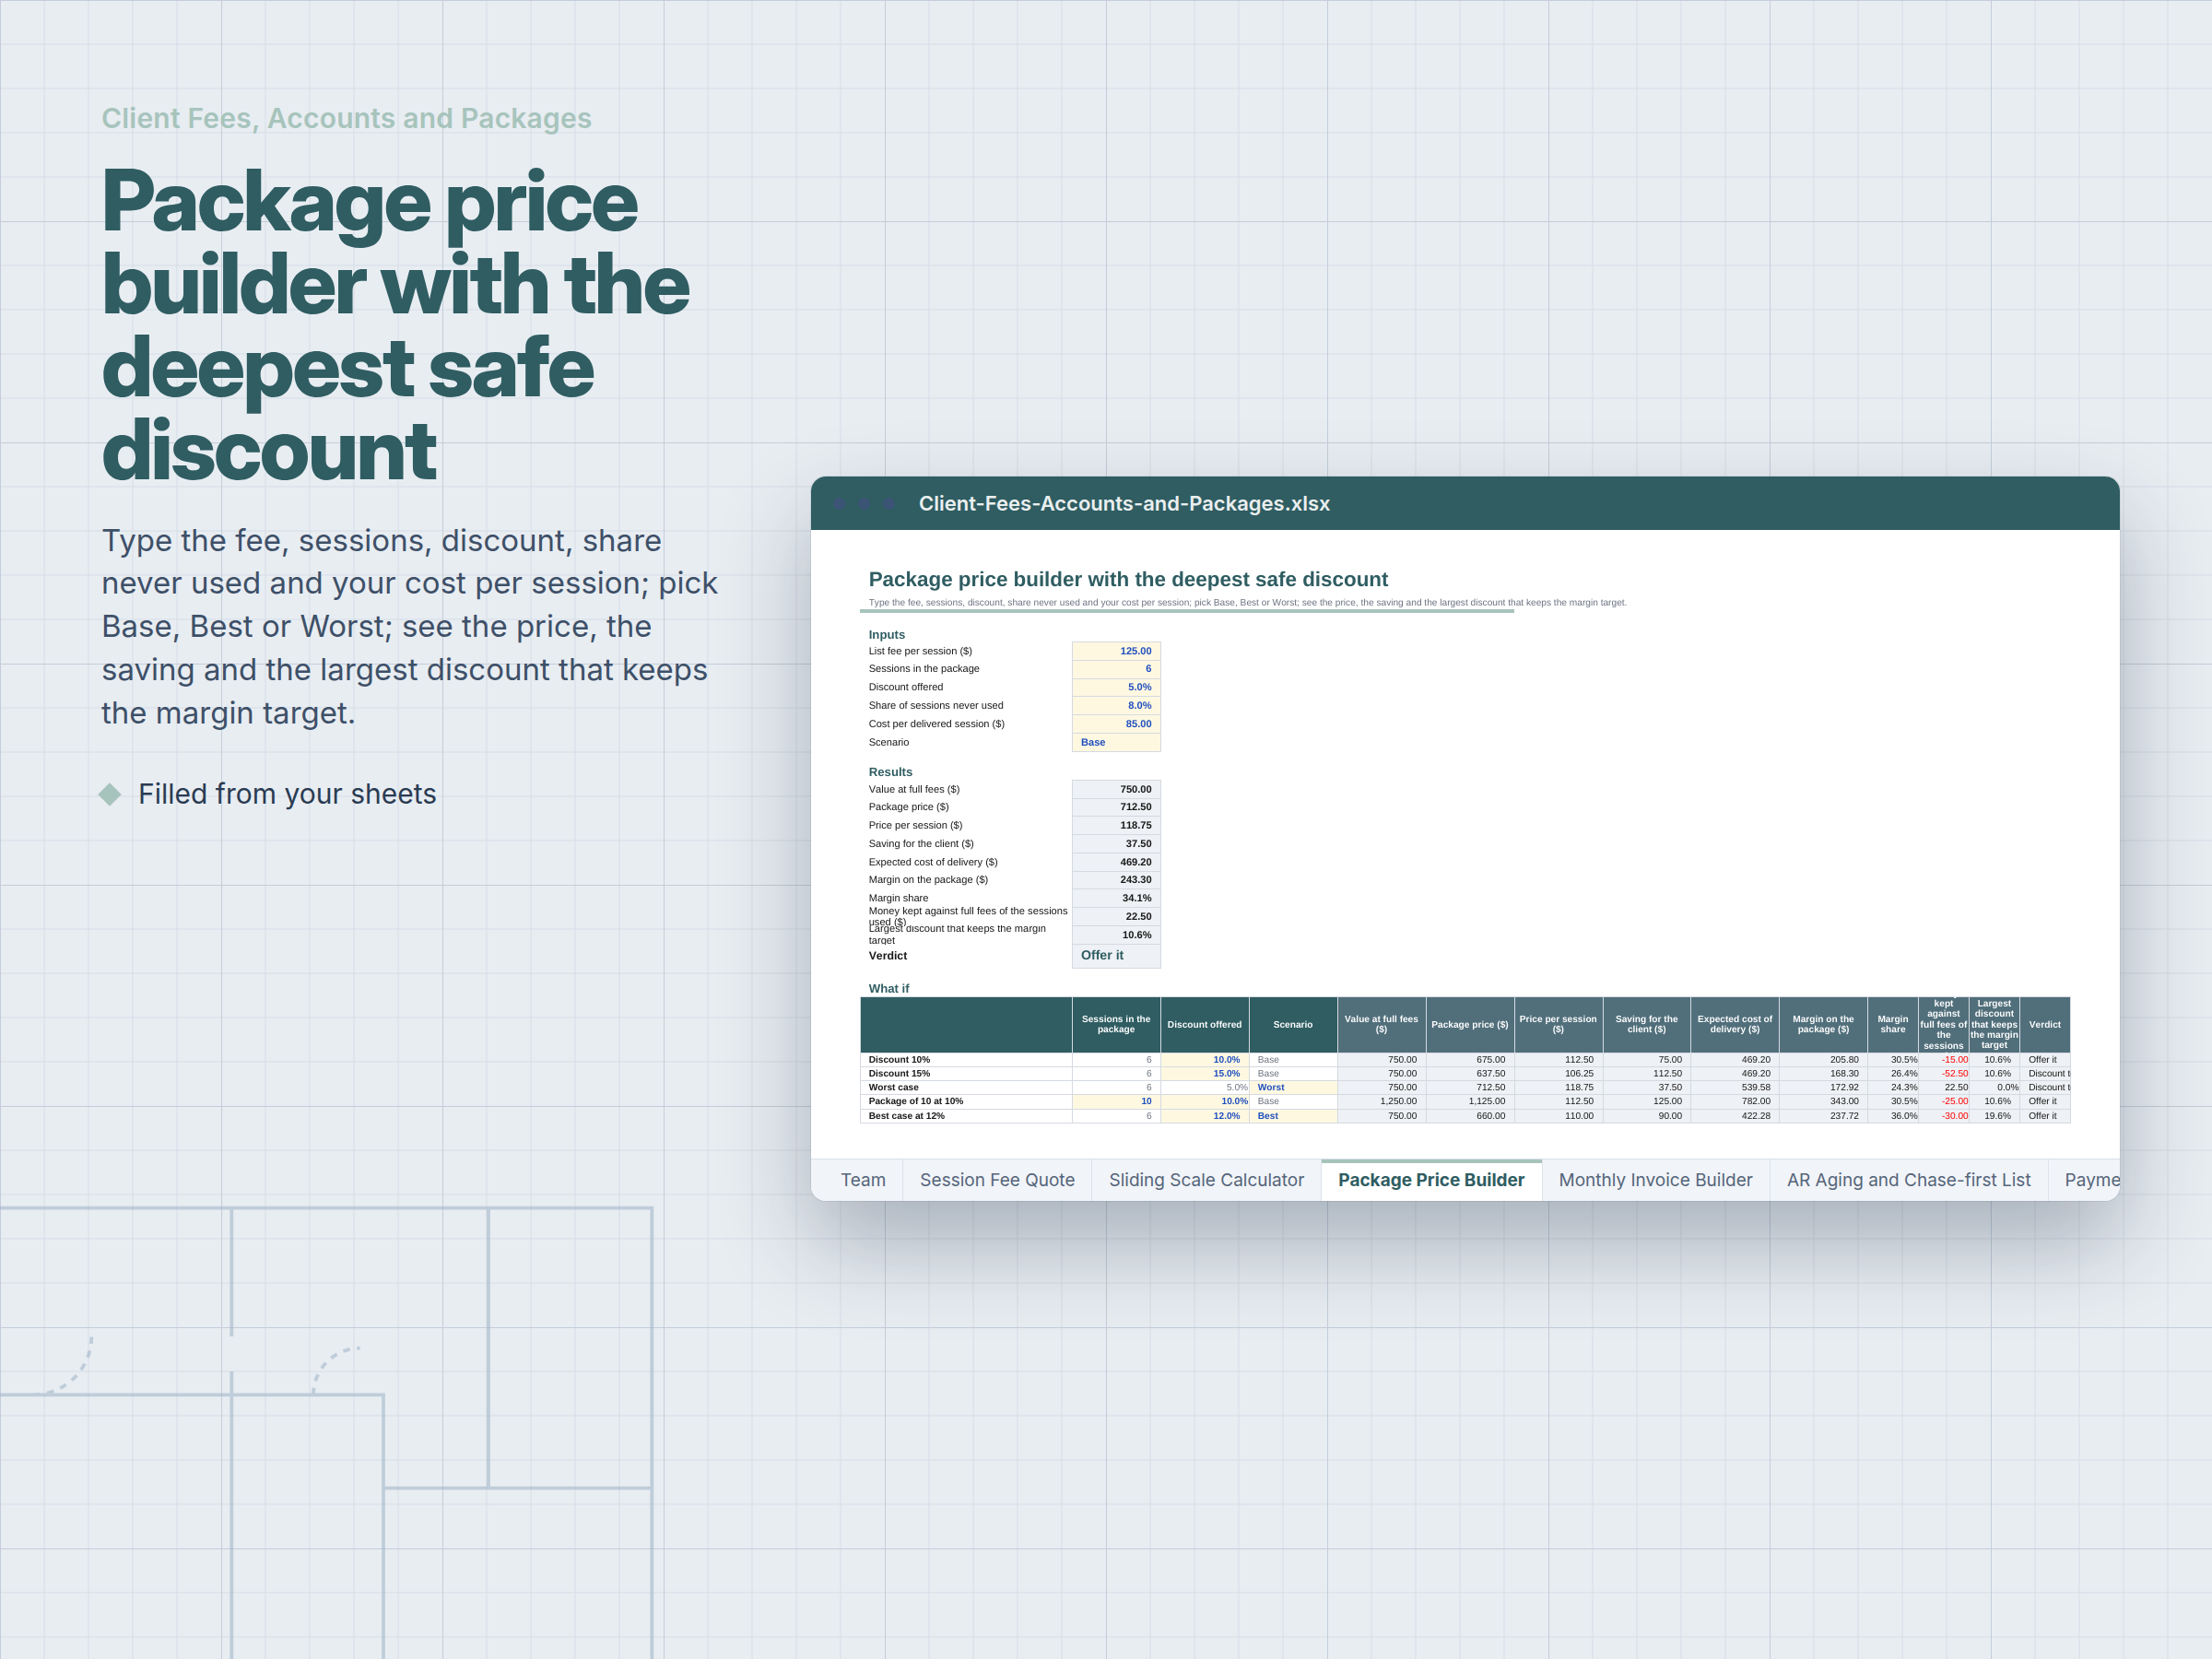 Client Fees, Accounts and Packages
Package price
builder with the
deepest safe
discount
Type the fee, sessions, discount, share
never used and your cost per session; pick
Base, Best or Worst; see the price, the
saving and the largest discount that keeps
the margin target.
Filled from your sheets
Client-Fees-Accounts-and-Packages.xlsx
Package price builder with the deepest safe discount
Type the fee, sessions, discount, share never used and your cost per session; pick Base, Best or Worst; see the price, the saving and the largest discount that keeps the margin target.
Inputs
List fee per session ($) 125.00
Sessions in the package 6
Discount offered 5.0%
Share of sessions never used 8.0%
Cost per delivered session ($) 85.00
Scenario Base
Results
Value at full fees ($) 750.00
Package price ($) 712.50
Price per session ($) 118.75
Saving for the client ($) 37.50
Expected cost of delivery ($) 469.20
Margin on the package ($) 243.30
Margin share 34.1%
Money kept against full fees of the sessions used ($) 22.50
Largest discount that keeps the margin target 10.6%
Verdict Offer it
What if
Sessions in the package Discount offered Scenario Value at full fees ($) Package price ($) Price per session ($) Saving for the client ($) Expected cost of delivery ($) Margin on the package ($) Margin share kept against full fees of the sessions Largest discount that keeps the margin target Verdict
Discount 10% 6 10.0% Base 750.00 675.00 112.50 75.00 469.20 205.80 30.5% -15.00 10.6% Offer it
Discount 15% 6 15.0% Base 750.00 637.50 106.25 112.50 469.20 168.30 26.4% -52.50 10.6% Discount
Worst case 6 5.0% Worst 750.00 712.50 118.75 37.50 539.58 172.92 24.3% 22.50 0.0% Discount
Package of 10 at 10% 10 10.0% Base 1,250.00 1,125.00 112.50 125.00 782.00 343.00 30.5% -25.00 10.6% Offer it
Best case at 12% 6 12.0% Best 750.00 660.00 110.00 90.00 422.28 237.72 36.0% -30.00 19.6% Offer it
Team Session Fee Quote Sliding Scale Calculator Package Price Builder Monthly Invoice Builder AR Aging and Chase-first List Payme